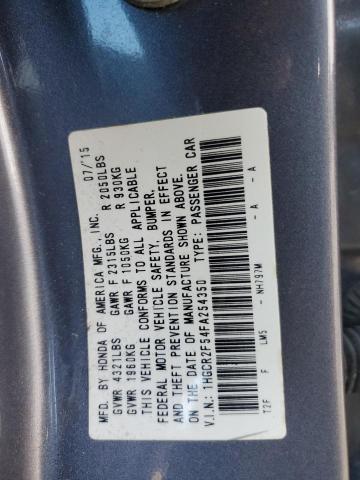 MFD. BY HONDA OF AMERICA MFG., INC. 07/15
GVWR 4321LBS GAWR F 2315LBS R 2050LBS
GVWR 1960KG GAWR F 1050KG R 930KG
THIS VEHICLE CONFORMS TO ALL APPLICABLE
FEDERAL MOTOR VEHICLE SAFETY, BUMPER,
AND THEFT PREVENTION STANDARDS IN EFFECT
ON THE DATE OF MANUFACTURE SHOWN ABOVE.
V.I.N.: 1HGCR2F54FA254350 TYPE: PASSENGER CAR
T2F F LM5 - NH797M - A - A